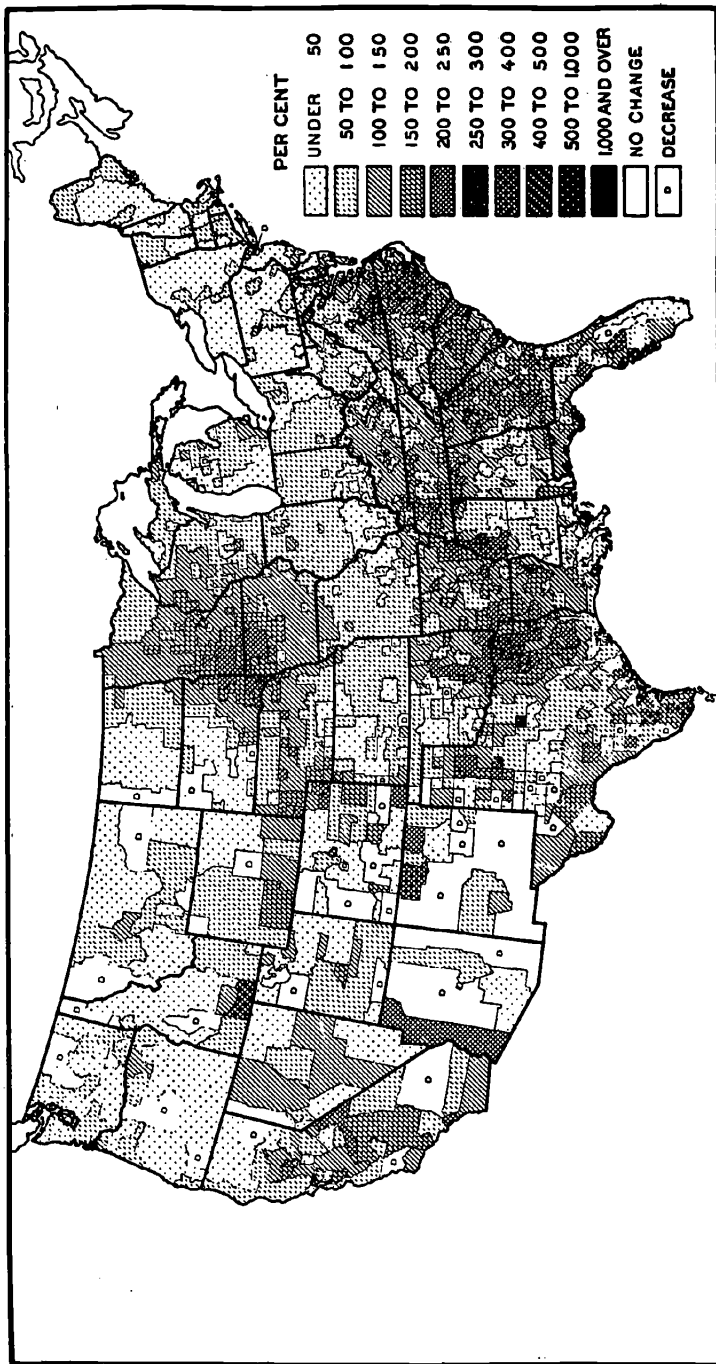 PER CENT
UNDER 50
50 TO 100
100 TO 150
150 TO 200
200 TO 250
250 TO 300
300 TO 400
400 TO 500
500 TO 1,000
1,000 AND OVER
NO CHANGE
DECREASE